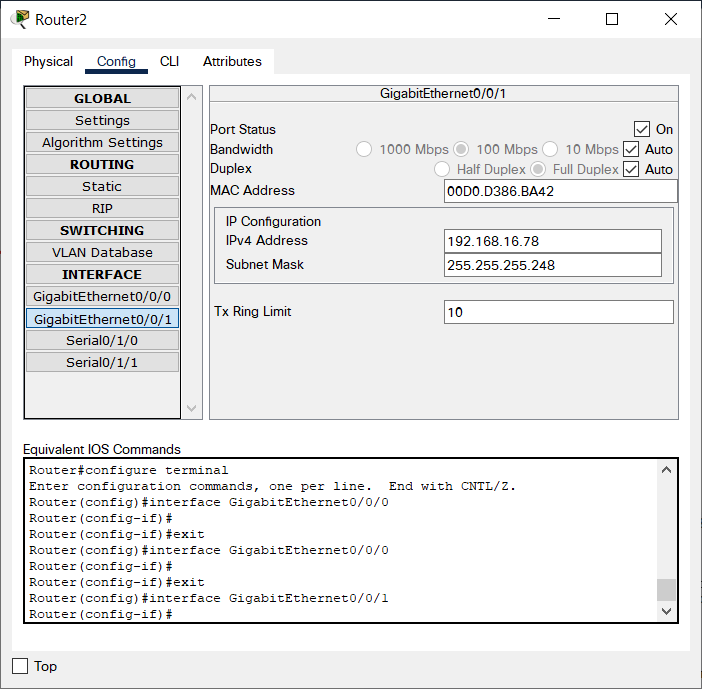 Router2
Physical Config CLI Attributes
GLOBAL
Settings
Algorithm Settings
ROUTING
Static
RIP
SWITCHING
VLAN Database
INTERFACE
GigabitEthernet0/0/0
GigabitEthernet0/0/1
Serial0/1/0
Serial0/1/1
GigabitEthernet0/0/1
Port Status On
Bandwidth 1000 Mbps 100 Mbps 10 Mbps Auto
Duplex Half Duplex Full Duplex Auto
MAC Address 00D0.D386.BA42
IP Configuration
IPv4 Address 192.168.16.78
Subnet Mask 255.255.255.248
Tx Ring Limit 10
Equivalent IOS Commands
Router#configure terminal
Enter configuration commands, one per line. End with CNTL/Z.
Router(config)#interface GigabitEthernet0/0/0
Router(config-if)#
Router(config-if)#exit
Router(config)#interface GigabitEthernet0/0/0
Router(config-if)#
Router(config-if)#exit
Router(config)#interface GigabitEthernet0/0/1
Router(config-if)#
Top